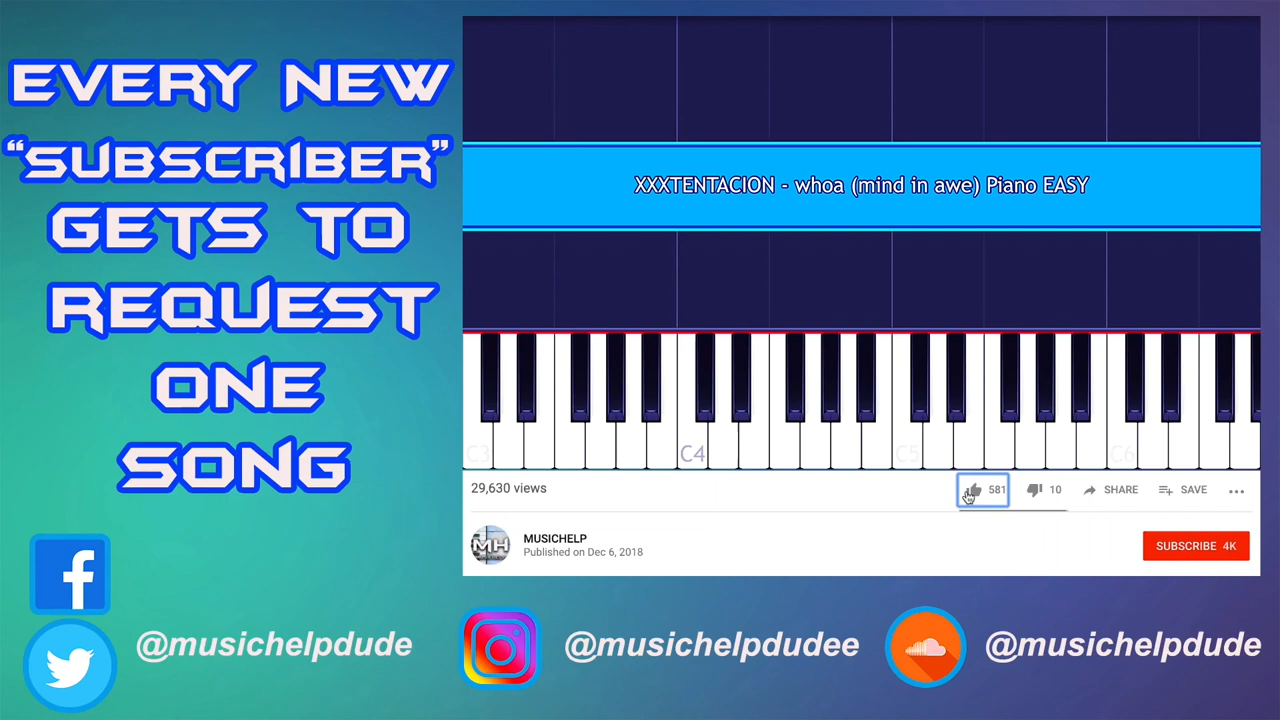 EVERY NEW
“SUBSCRIBER”
GETS TO
REQUEST
ONE
SONG
XXXTENTACION - whoa (mind in awe) Piano EASY
C3 C4 C5 C6
29,630 views 581 10 SHARE SAVE
MH MUSICHELP
Published on Dec 6, 2018
SUBSCRIBE 4K
@musichelpdude @musichelpdudee @musichelpdude